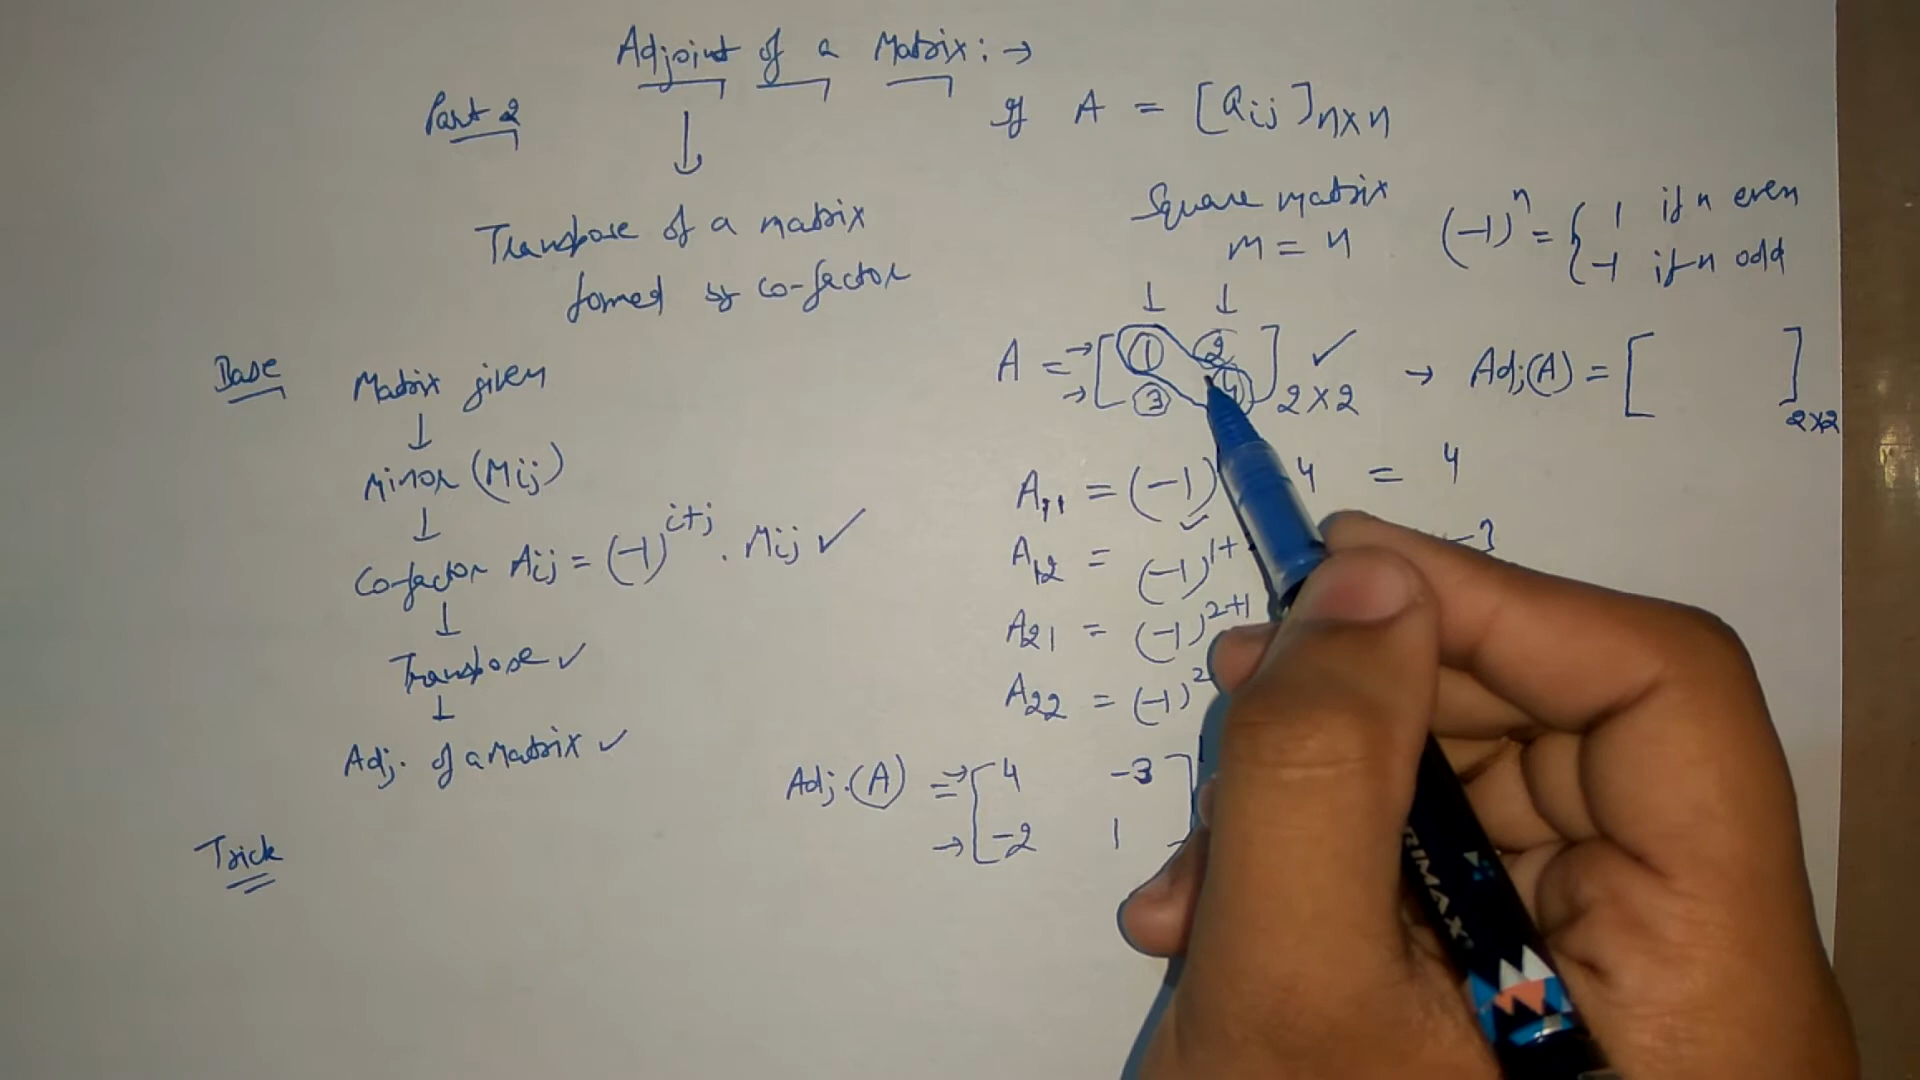 Adjoint of a Matrix : →
Part 2
If A = [aij]n×n
↓
Transpose of a matrix
formed by co-factor
Square matrix
m = n
(-1)^n = { 1 if n even
-1 if n odd
Base
Matrix given
↓
Minor (Mij)
↓
Co-factor Aij = (-1)^i+j . Mij ✓
↓
Transpose ✓
↓
Adj. of a Matrix ✓
Trick
↓ ↓
A = → [ 1 2
→ 3 4 ] 2×2 ✓ → Adj(A) = [ ] 2×2
A11 = (-1) 4 = 4
A12 = (-1)^1+ -3
A21 = (-1)^2+1
A22 = (-1)^2
Adj.(A) = → [ 4 -3
→ -2 1 ]
RIMAX